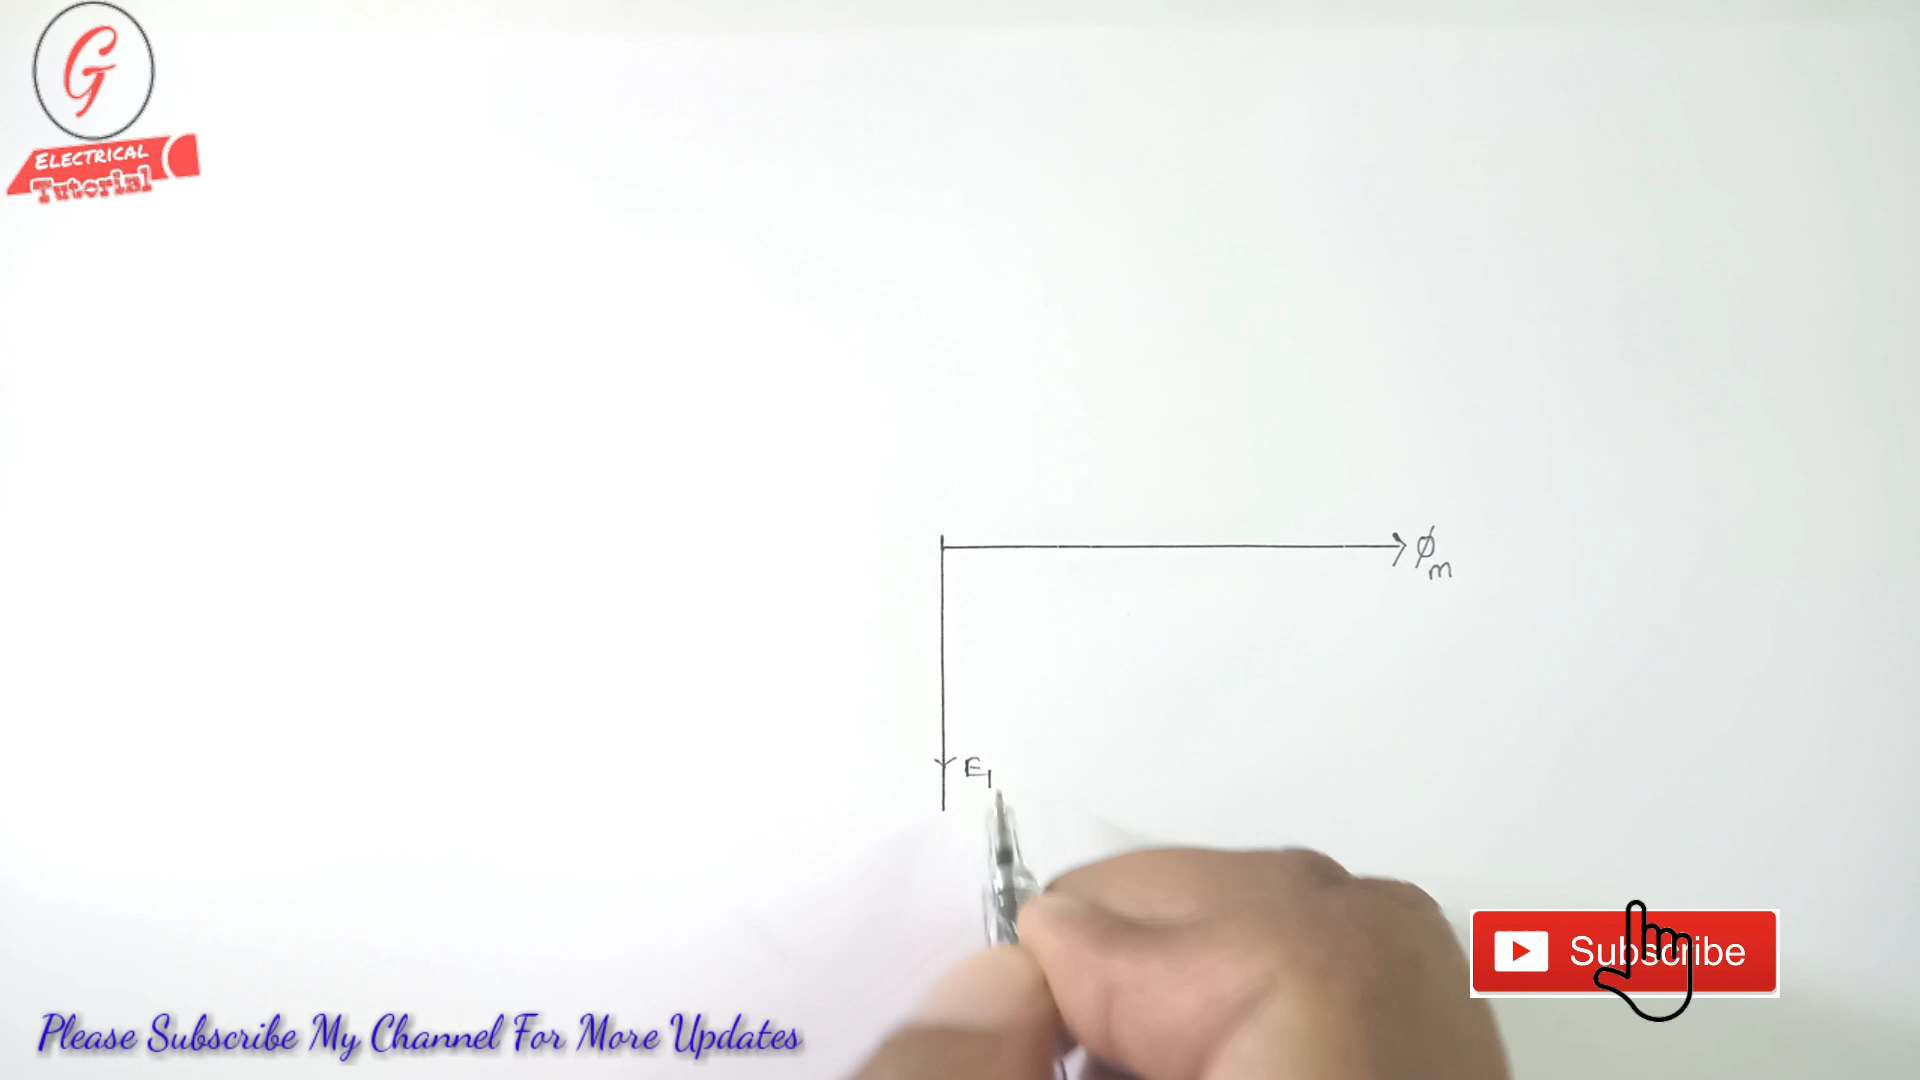 G
ELECTRICAL
Tutorial
ϕm
E1
Subscribe
Please Subscribe My Channel For More Updates